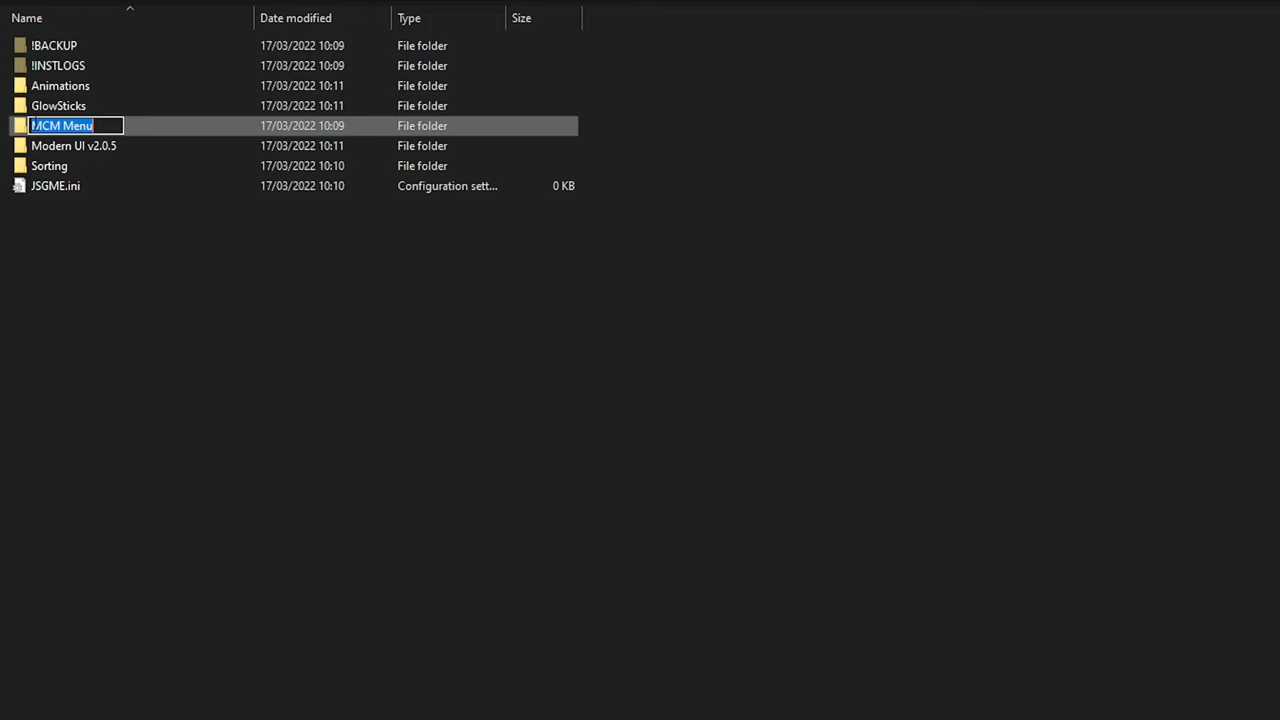 Name Date modified Type Size
!BACKUP 17/03/2022 10:09 File folder
!INSTLOGS 17/03/2022 10:09 File folder
Animations 17/03/2022 10:11 File folder
GlowSticks 17/03/2022 10:11 File folder
MCM Menu 17/03/2022 10:09 File folder
Modern UI v2.0.5 17/03/2022 10:11 File folder
Sorting 17/03/2022 10:10 File folder
JSGME.ini 17/03/2022 10:10 Configuration sett... 0 KB